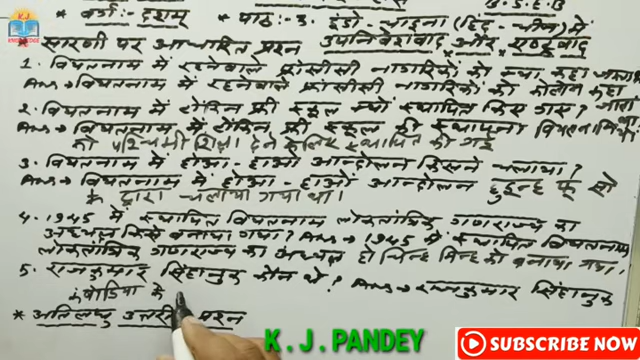 KNOWLEDGE
B.S.E.B
* वर्ग:- दशम् * पाठ:- 3. इंडो-चाइना (हिंद-चीन) में
* सारणी पर आधारित प्रश्न उपनिवेशवाद और राष्ट्रवाद
1. वियतनाम में रहनेवाले फ्रांसीसी नागरिकों को क्या कहा जाता था
Ans → वियतनाम में रहनेवाले फ्रांसीसी नागरिकों को कोलोन कहा जाता था।
2. वियतनाम में टोंकिन फ्री स्कूल क्यों स्थापित किए गए?
Ans → वियतनाम में टोंकिन फ्री स्कूल की स्थापना वियतनामियों
को पश्चिमी शिक्षा देने के लिए स्थापित की गई
3. वियतनाम में होआ-हाओ आन्दोलन किसने चलाया?
Ans → वियतनाम में होआ-हाओं आन्दोलन हुइन्ह फू सो
के द्वारा चलाया गया था।
4. 1945 में स्थापित वियतनाम लोकतांत्रिक गणराज्य का
अध्यक्ष किसे बनाया गया? Ans → 1945 में स्थापित वियतनाम
लोकतांत्रिक गणराज्य का अध्यक्ष हो चिन्ह मिन्ह को बनाया गया।
5. राजकुमार सिंहानुक कौन थे? Ans → राजकुमार सिंहानुक
कंबोडिया के
* अतिलघु उत्तरीय प्रश्न
K. J. PANDEY
SUBSCRIBE